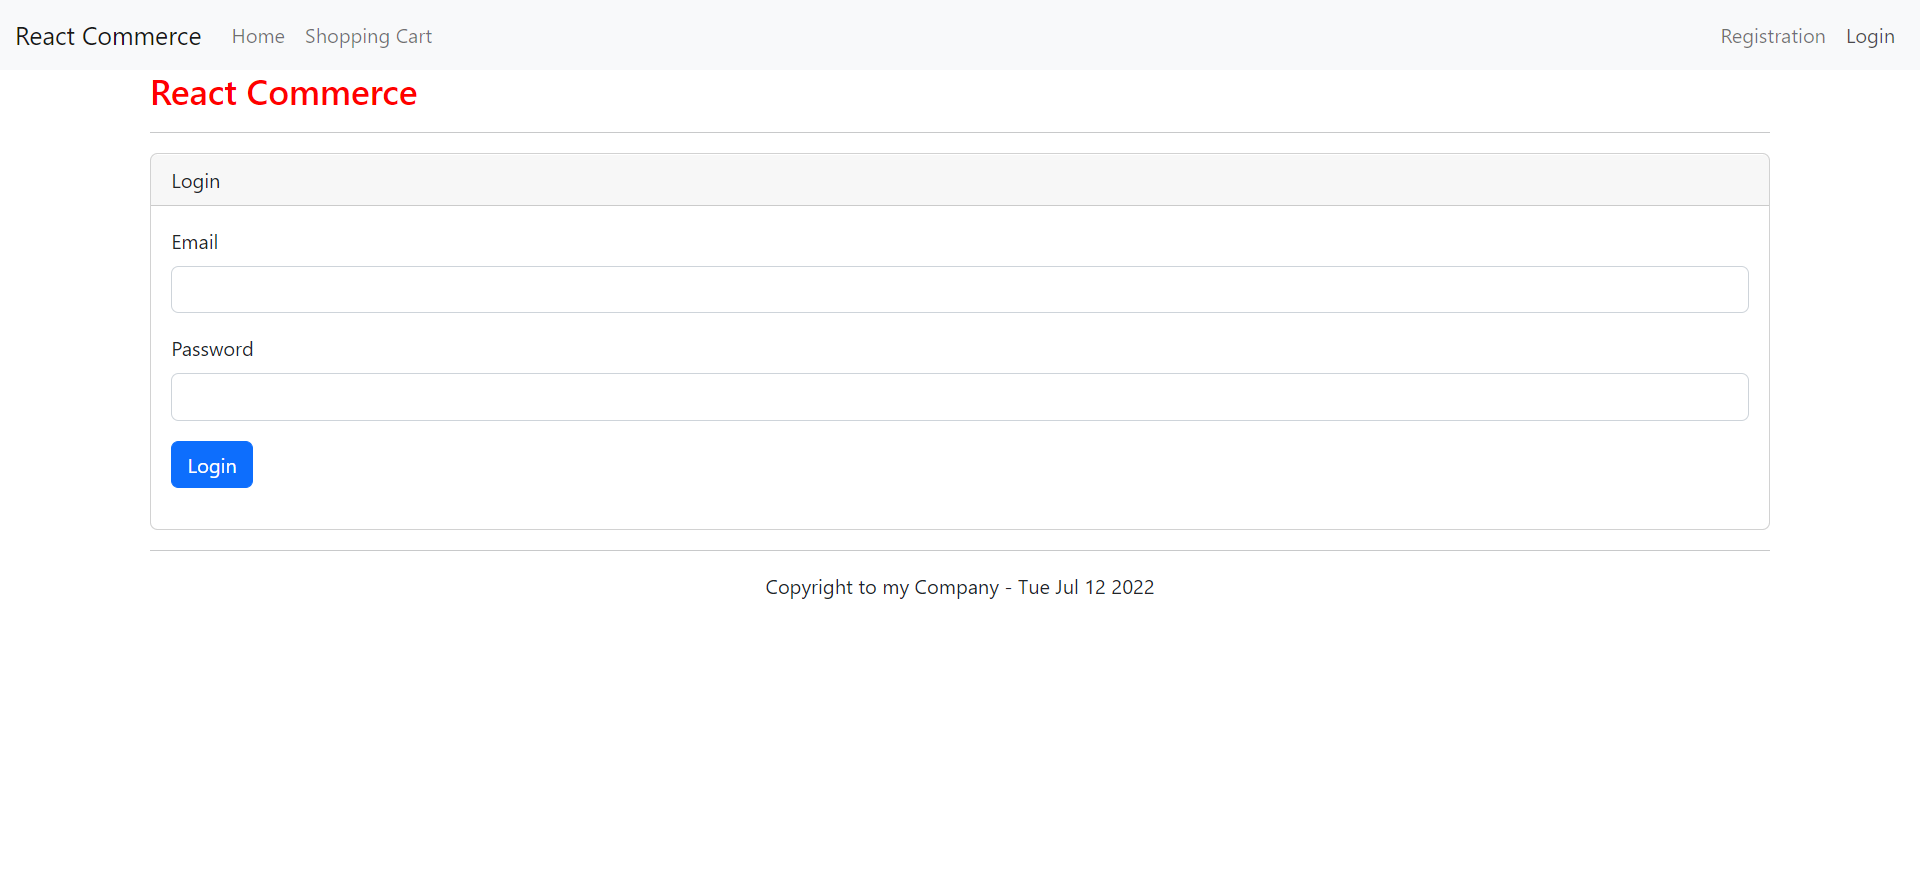 React Commerce Home Shopping Cart Registration Login
React Commerce
Login
Email
Password
Login
Copyright to my Company - Tue Jul 12 2022